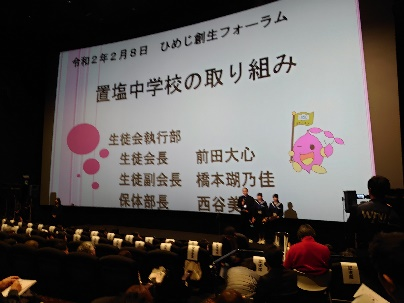 令和2年2月8日 ひめじ創生フォーラム
置塩中学校の取り組み
生徒会執行部
生徒会長 前田大心
生徒副会長 橋本瑚乃佳
保体部長 西谷美